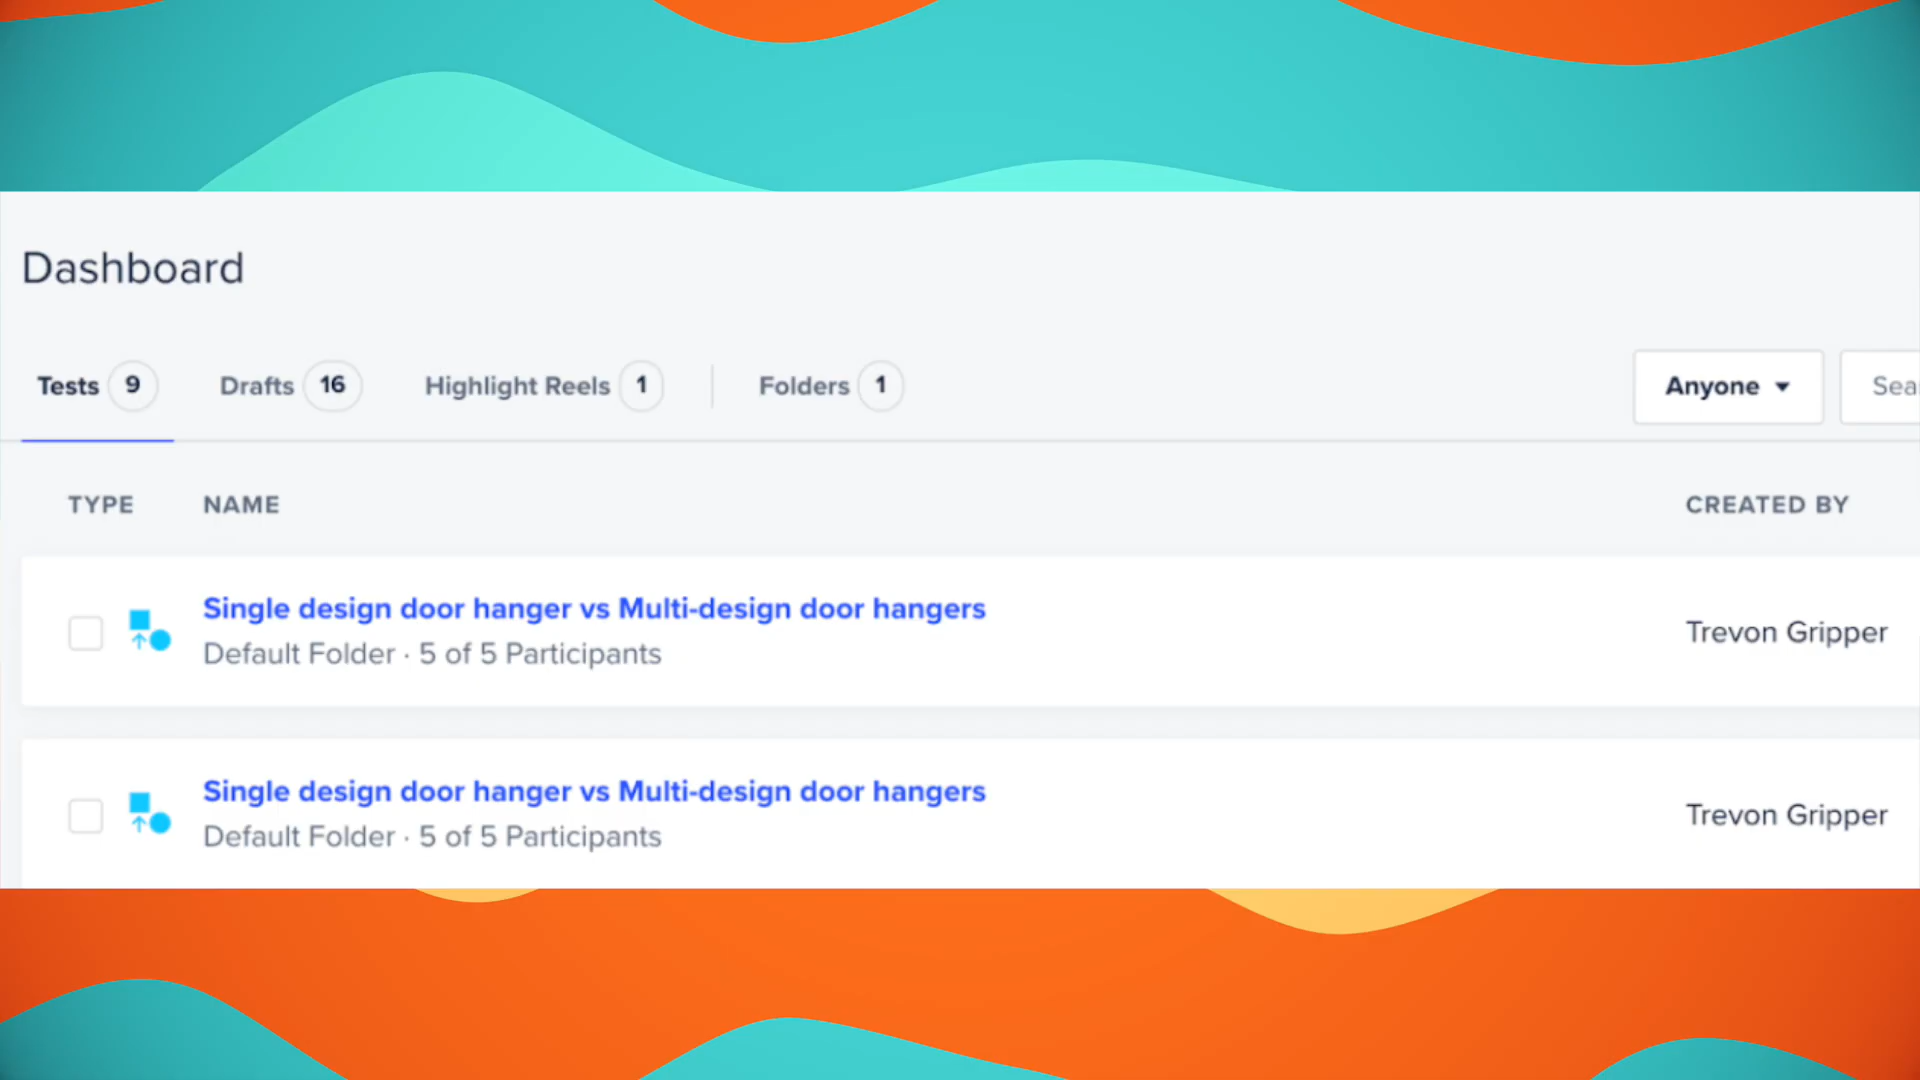 Dashboard
Tests 9 Drafts 16 Highlight Reels 1 Folders 1 Anyone Sea
TYPE NAME CREATED BY
Single design door hanger vs Multi-design door hangers
Default Folder · 5 of 5 Participants
Trevon Gripper
Single design door hanger vs Multi-design door hangers
Default Folder · 5 of 5 Participants
Trevon Gripper